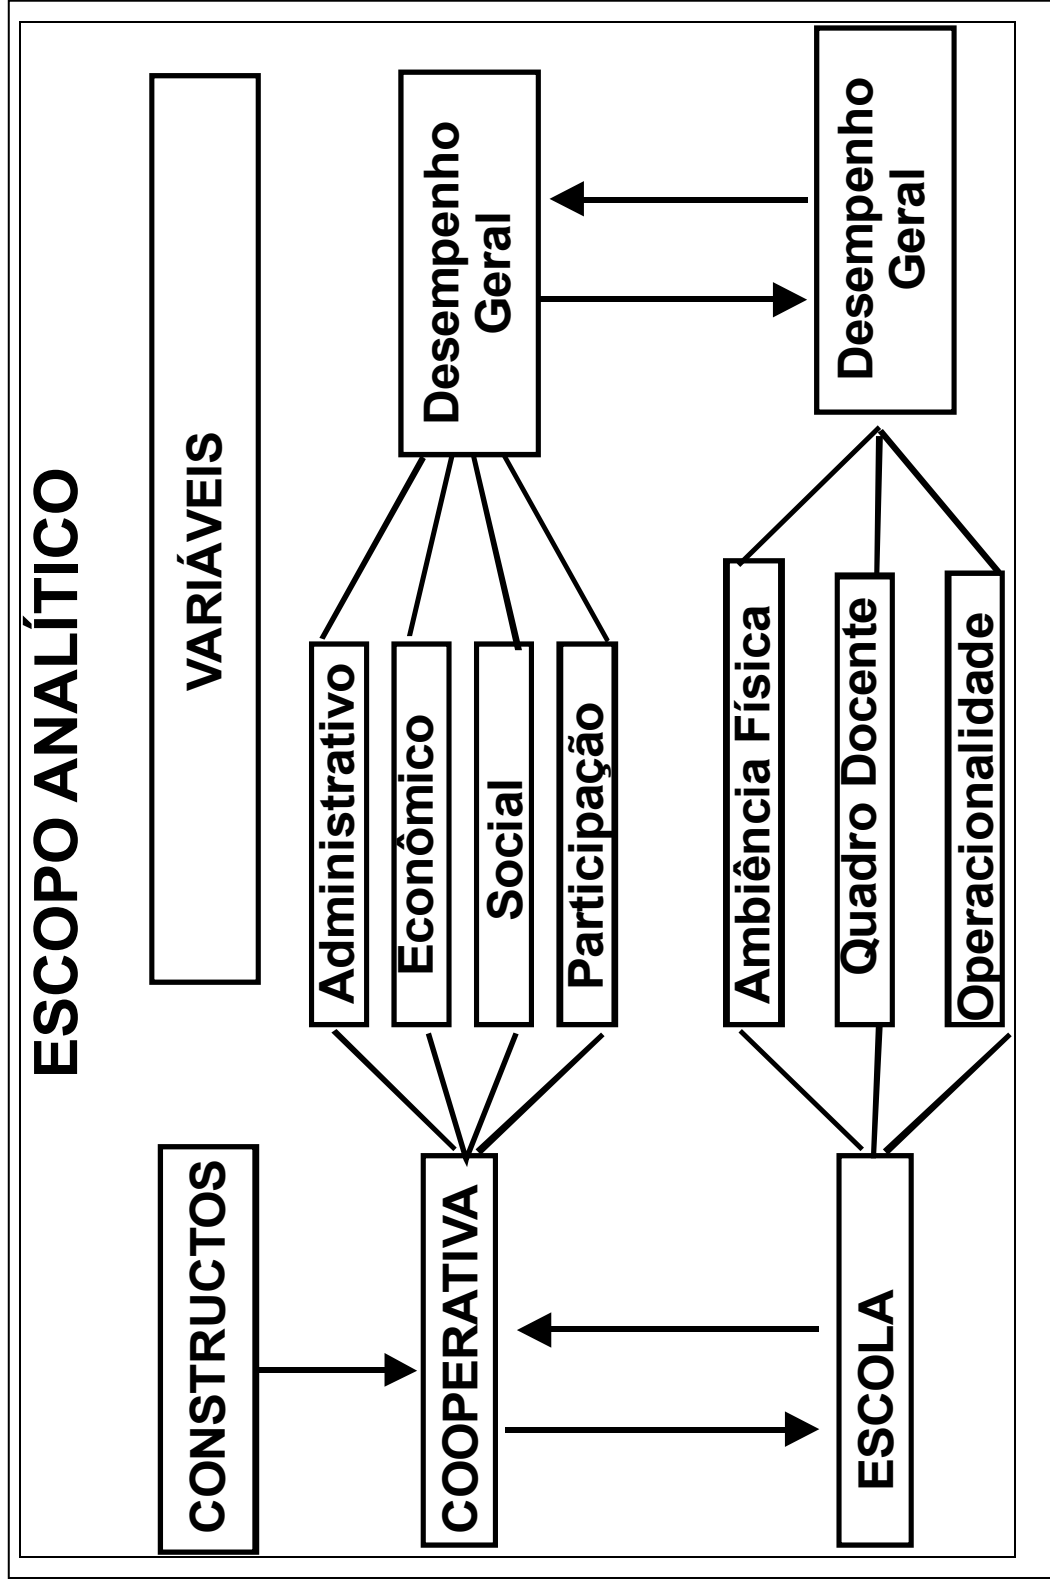 ESCOPO ANALÍTICO
CONSTRUCTOS
VARIÁVEIS
COOPERATIVA
Administrativo
Econômico
Social
Participação
Desempenho
Geral
ESCOLA
Ambiência Física
Quadro Docente
Operacionalidade
Desempenho
Geral